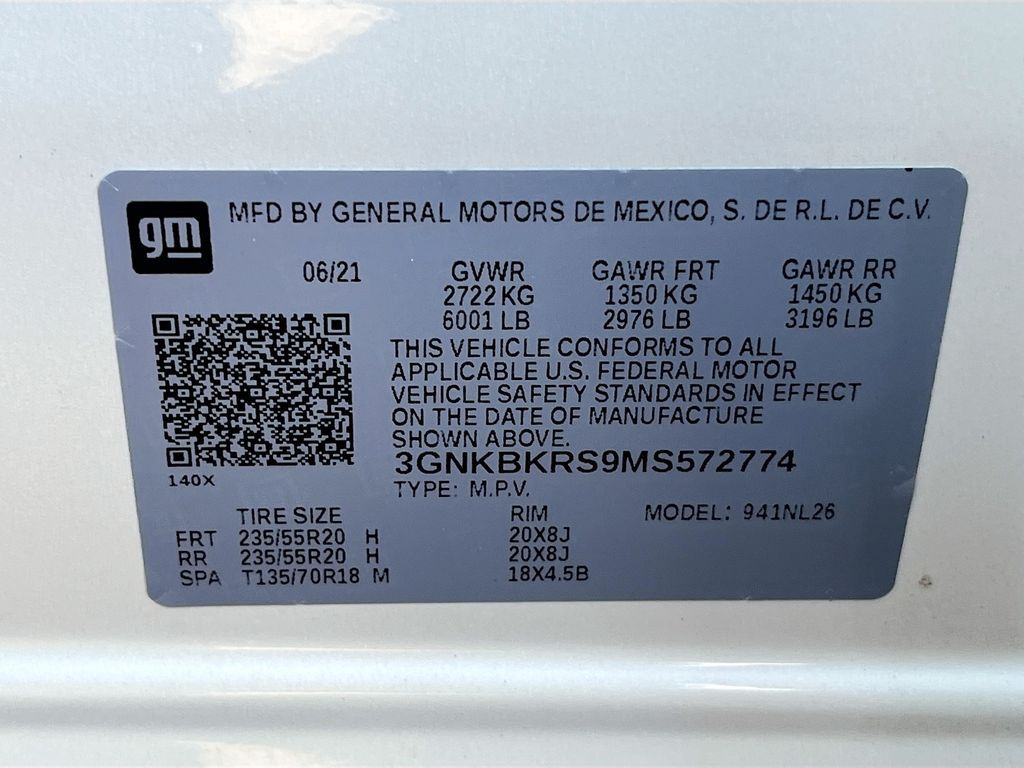 gm MFD BY GENERAL MOTORS DE MEXICO, S. DE R.L. DE C.V.
06/21 GVWR GAWR FRT GAWR RR
2722 KG 1350 KG 1450 KG
6001 LB 2976 LB 3196 LB
THIS VEHICLE CONFORMS TO ALL
APPLICABLE U.S. FEDERAL MOTOR
VEHICLE SAFETY STANDARDS IN EFFECT
ON THE DATE OF MANUFACTURE
SHOWN ABOVE.
3GNKBKRS9MS572774
140X
TYPE: M.P.V.
TIRE SIZE RIM MODEL: 941NL26
FRT 235/55R20 H 20X8J
RR 235/55R20 H 20X8J
SPA T135/70R18 M 18X4.5B